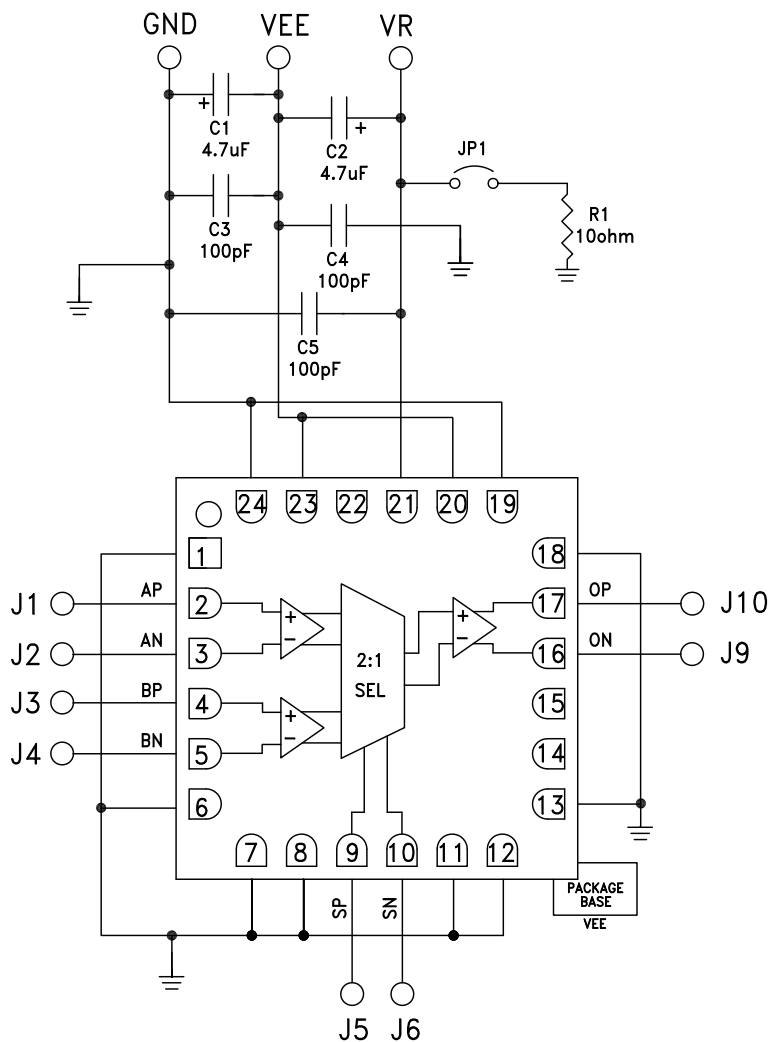 GND VEE VR
+
C1
4.7uF
+
C2
4.7uF
JP1
C3
100pF
R1
10ohm
C4
100pF
C5
100pF
24 23 22 21 20 19
1
18
J1 AP 2
+
-
17 OP J10
+
-
J2 AN 3
16 ON J9
2:1
SEL
J3 BP 4
+
-
15
J4 BN 5
14
6
13
7 8 9 10 11 12
PACKAGE
BASE
VEE
SP SN
J5 J6